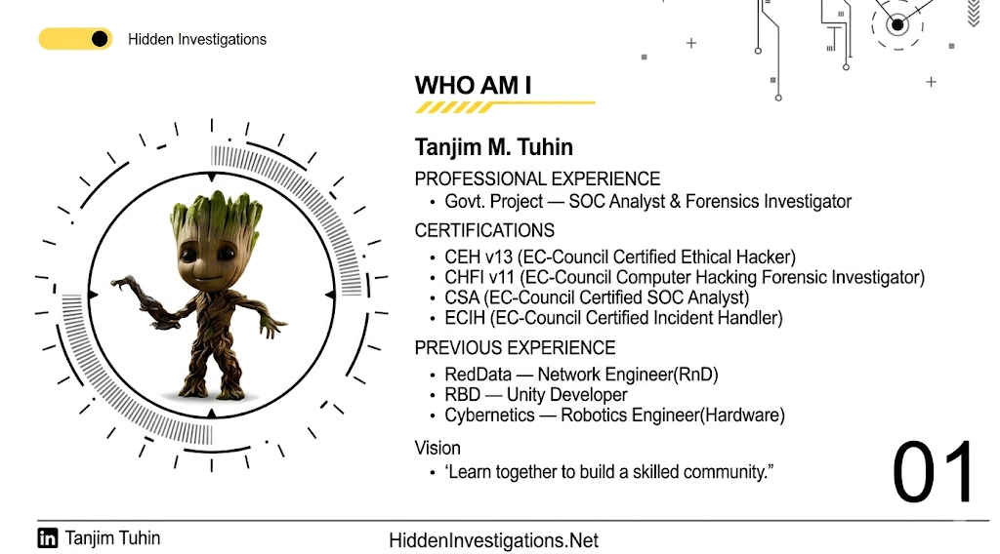 Hidden Investigations
WHO AM I
Tanjim M. Tuhin
PROFESSIONAL EXPERIENCE
• Govt. Project — SOC Analyst & Forensics Investigator
CERTIFICATIONS
• CEH v13 (EC-Council Certified Ethical Hacker)
• CHFI v11 (EC-Council Computer Hacking Forensic Investigator)
• CSA (EC-Council Certified SOC Analyst)
• ECIH (EC-Council Certified Incident Handler)
PREVIOUS EXPERIENCE
• RedData — Network Engineer(RnD)
• RBD — Unity Developer
• Cybernetics — Robotics Engineer(Hardware)
Vision
• ‘Learn together to build a skilled community.”
01
in Tanjim Tuhin
HiddenInvestigations.Net